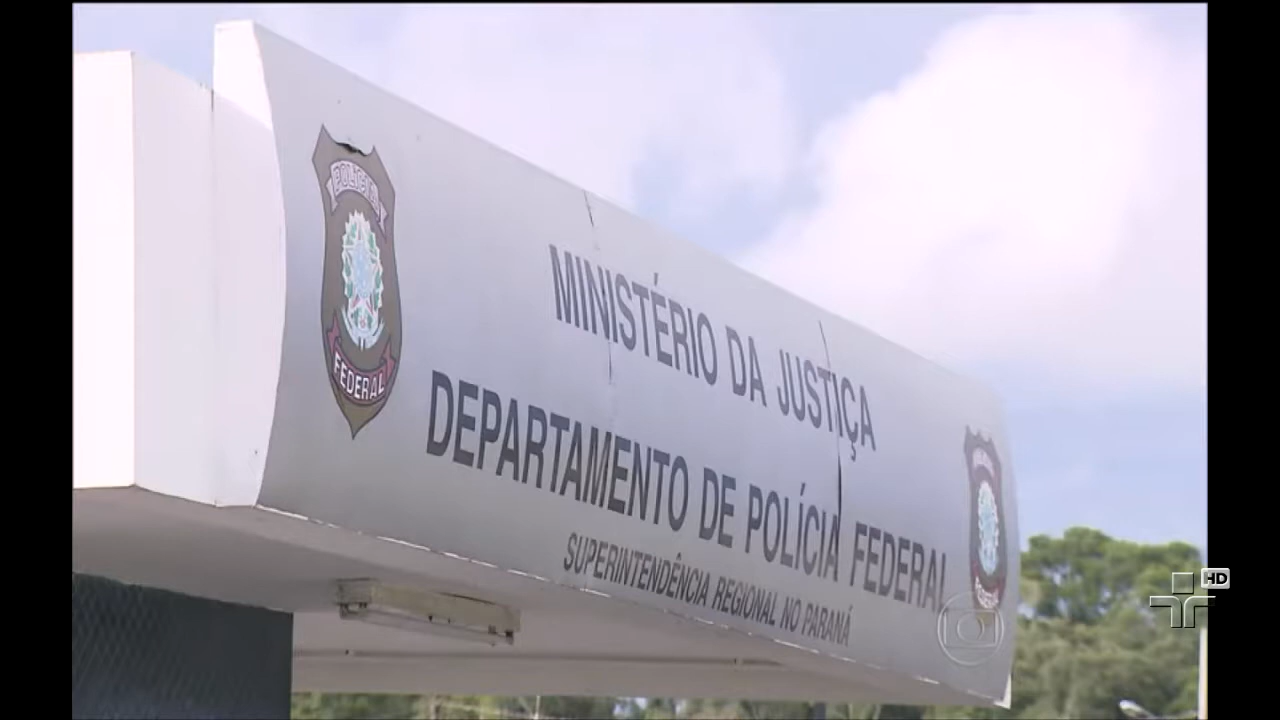 POLÍCIA
FEDERAL
MINISTÉRIO DA JUSTIÇA
DEPARTAMENTO DE POLÍCIA FEDERAL
SUPERINTENDÊNCIA REGIONAL NO PARANÁ
HD